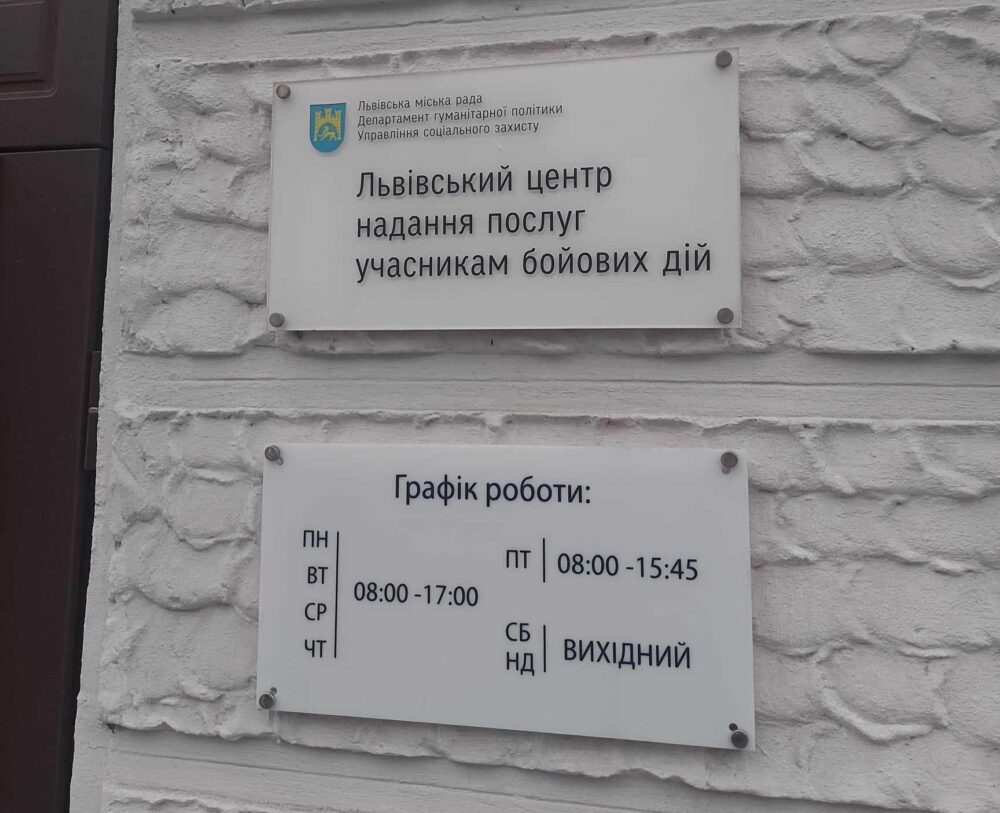 Львівська міська рада
Департамент гуманітарної політики
Управління соціального захисту
Львівський центр
надання послуг
учасникам бойових дій
Графік роботи:
ПН
ВТ
СР
ЧТ
08:00 -17:00
ПТ
08:00 -15:45
СБ
НД
ВИХІДНИЙ